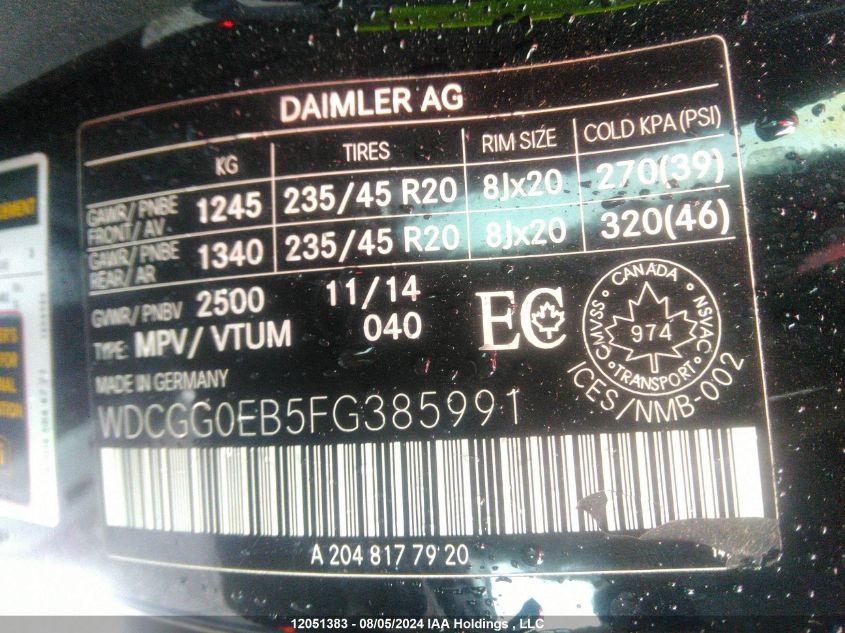 DAIMLER AG
KG TIRES RIM SIZE COLD KPA (PSI)
GAWR/ PNBE FRONT/ AV 1245 235/45 R20 8Jx20 270(39)
GAWR/ PNBE REAR/ AR 1340 235/45 R20 8Jx20 320(46)
GVWR/ PNBV 2500 11/14
TYPE: MPV/ VTUM 040
EC
CANADA
CMVSS NSVAC
974
TRANSPORT
ICES/NMB-002
MADE IN GERMANY
WDCGG0EB5FG385991
A 204 817 79 20
12051383 - 08/05/2024 IAA Holdings , LLC